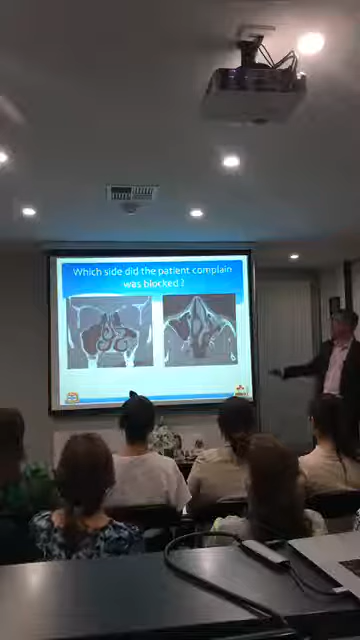 Which side did the patient complain
was blocked ?